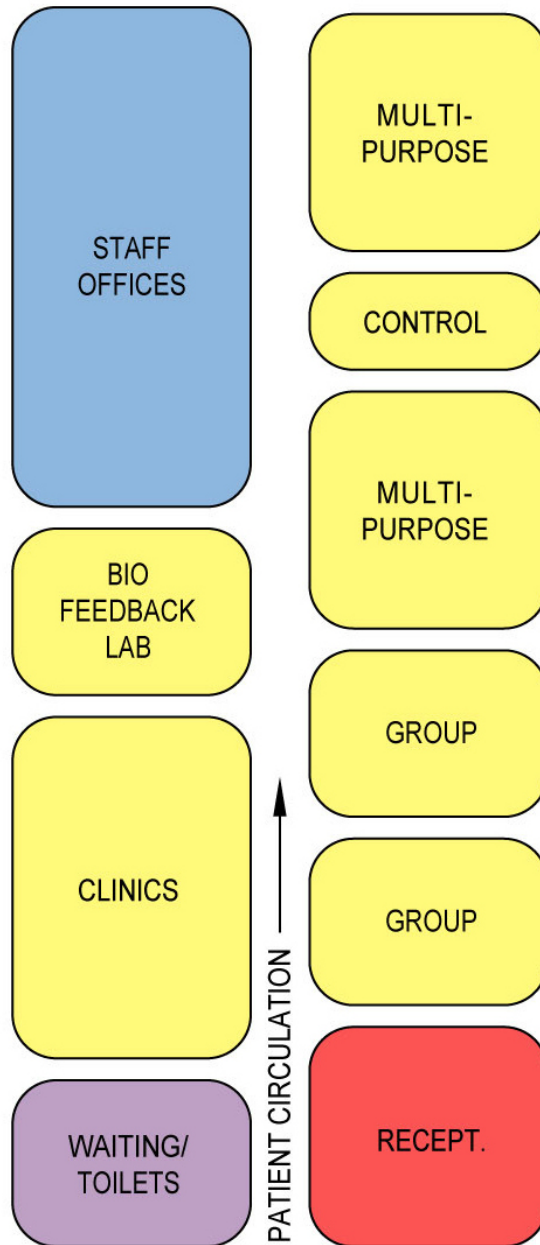 STAFF
OFFICES
BIO
FEEDBACK
LAB
CLINICS
WAITING/
TOILETS
PATIENT CIRCULATION
MULTI-
PURPOSE
CONTROL
MULTI-
PURPOSE
GROUP
GROUP
RECEPT.